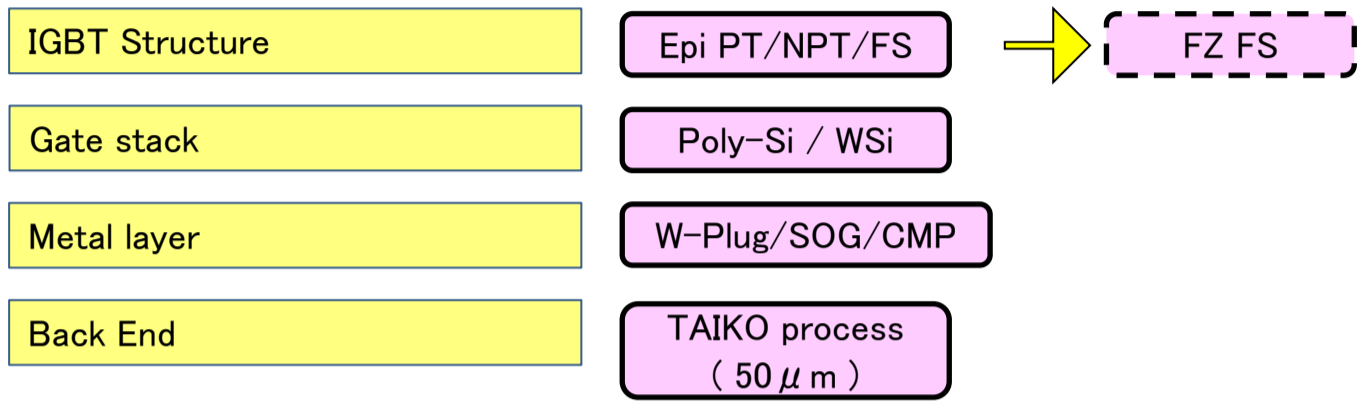 IGBT Structure
Epi PT/NPT/FS
FZ FS
Gate stack
Poly-Si / WSi
Metal layer
W-Plug/SOG/CMP
Back End
TAIKO process
( 50μm )